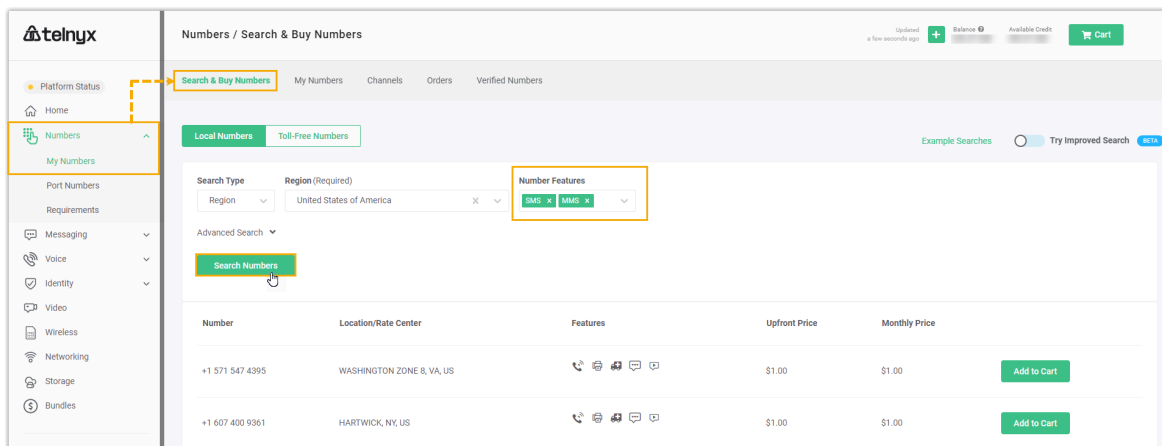 telnyx
Numbers / Search & Buy Numbers
Updated
a few seconds ago
Balance
Available Credit
Cart
Platform Status
Home
Numbers
My Numbers
Port Numbers
Requirements
Messaging
Voice
Identity
Video
Wireless
Networking
Storage
Bundles
Search & Buy Numbers My Numbers Channels Orders Verified Numbers
Local Numbers Toll-Free Numbers
Example Searches Try Improved Search BETA
Search Type Region (Required) Number Features
Region United States of America SMS × MMS ×
Advanced Search
Search Numbers
Number Location/Rate Center Features Upfront Price Monthly Price
+1 571 547 4395 WASHINGTON ZONE 8, VA, US $1.00 $1.00 Add to Cart
+1 607 400 9361 HARTWICK, NY, US $1.00 $1.00 Add to Cart